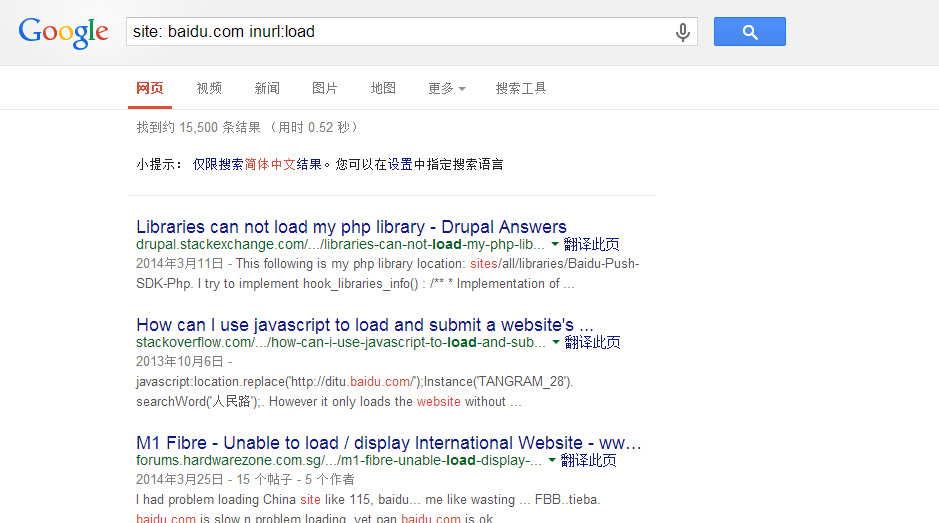 Google
site: baidu.com inurl:load
网页 视频 新闻 图片 地图 更多 搜索工具
找到约 15,500 条结果 （用时 0.52 秒）
小提示： 仅限搜索简体中文结果。您可以在设置中指定搜索语言
Libraries can not load my php library - Drupal Answers
drupal.stackexchange.com/.../libraries-can-not-load-my-php-lib... 翻译此页
2014年3月11日 - This following is my php library location: sites/all/libraries/Baidu-Push-
SDK-Php. I try to implement hook_libraries_info() : /** * Implementation of ...
How can I use javascript to load and submit a website's ...
stackoverflow.com/.../how-can-i-use-javascript-to-load-and-sub... 翻译此页
2013年10月6日 -
javascript:location.replace('http://ditu.baidu.com/');Instance('TANGRAM_28').
searchWord('人民路');. However it only loads the website without ...
M1 Fibre - Unable to load / display International Website - ww...
forums.hardwarezone.com.sg/.../m1-fibre-unable-load-display-... 翻译此页
2014年3月25日 - 15 个帖子 - 5 个作者
I had problem loading China site like 115, baidu... me like wasting ... FBB..tieba.
baidu.com is slow n problem loading, yet pan baidu.com is ok